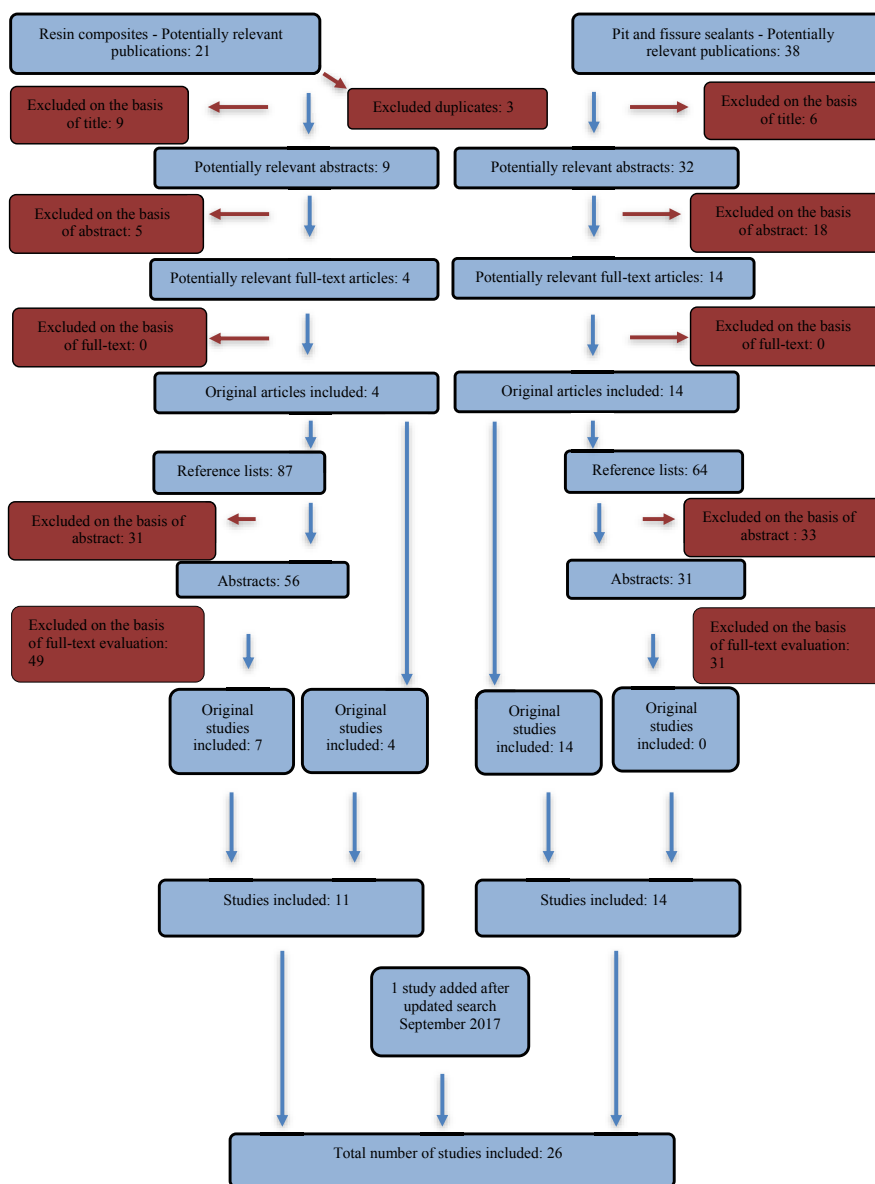 Resin composites - Potentially relevant
publications: 21
Pit and fissure sealants - Potentially
relevant publications: 38
Excluded on the basis
of title: 9
Excluded duplicates: 3
Excluded on the basis
of title: 6
Potentially relevant abstracts: 9
Potentially relevant abstracts: 32
Excluded on the basis
of abstract: 5
Excluded on the basis
of abstract: 18
Potentially relevant full-text articles: 4
Potentially relevant full-text articles: 14
Excluded on the basis
of full-text: 0
Excluded on the basis
of full-text: 0
Original articles included: 4
Original articles included: 14
Reference lists: 87
Reference lists: 64
Excluded on the basis of
abstract: 31
Excluded on the basis of
abstract : 33
Abstracts: 56
Abstracts: 31
Excluded on the basis
of full-text evaluation:
49
Excluded on the basis
of full-text evaluation:
31
Original
studies
included: 7
Original
studies
included: 4
Original
studies
included: 14
Original
studies
included: 0
Studies included: 11
Studies included: 14
1 study added after
updated search
September 2017
Total number of studies included: 26